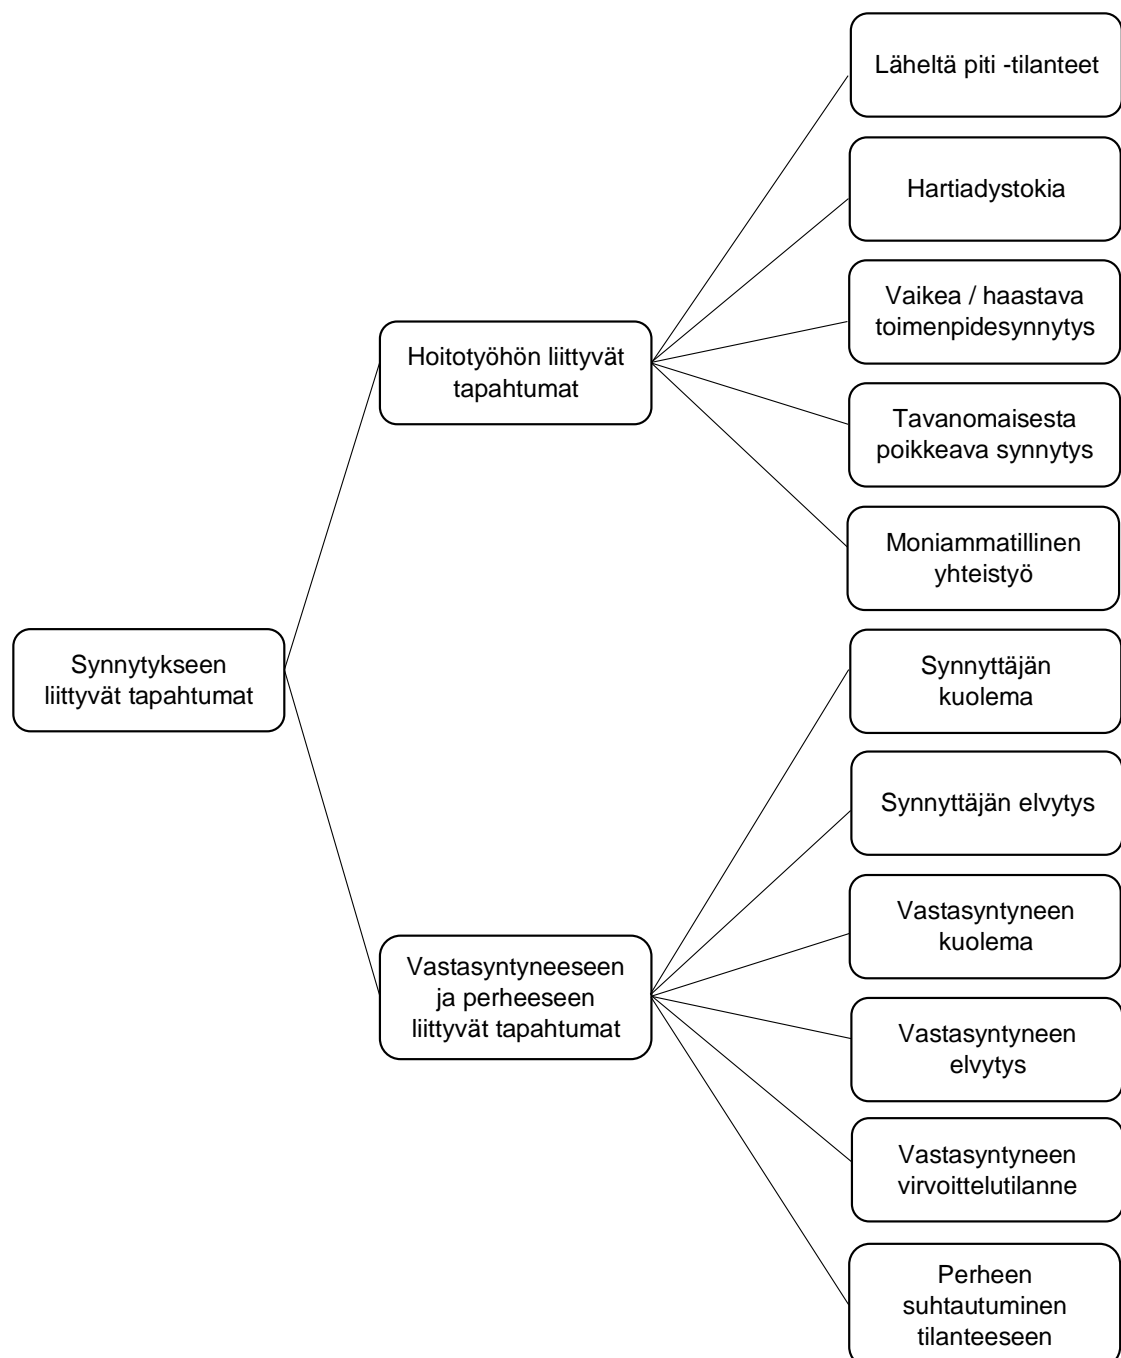 Läheltä piti -tilanteet
Hartiadystokia
Vaikea / haastava
toimenpidesynnytys
Hoitotyöhön liittyvät
tapahtumat
Tavanomaisesta
poikkeava synnytys
Moniammatillinen
yhteistyö
Synnytykseen
liittyvät tapahtumat
Synnyttäjän
kuolema
Synnyttäjän elvytys
Vastasyntyneen
kuolema
Vastasyntyneeseen
ja perheeseen
liittyvät tapahtumat
Vastasyntyneen
elvytys
Vastasyntyneen
virvoittelutilanne
Perheen
suhtautuminen
tilanteeseen